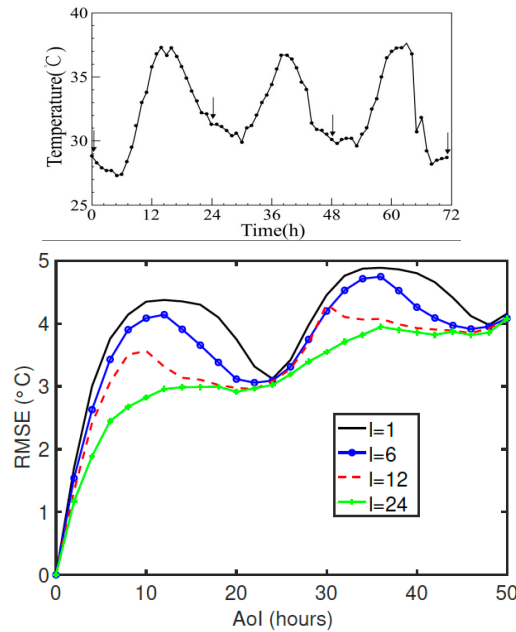 40
35
30
25
Temperature(℃)
0 12 24 36 48 60 72
Time(h)
5
4
3
2
1
0
RMSE (° C)
l=1
l=6
l=12
l=24
0 10 20 30 40 50
AoI (hours)